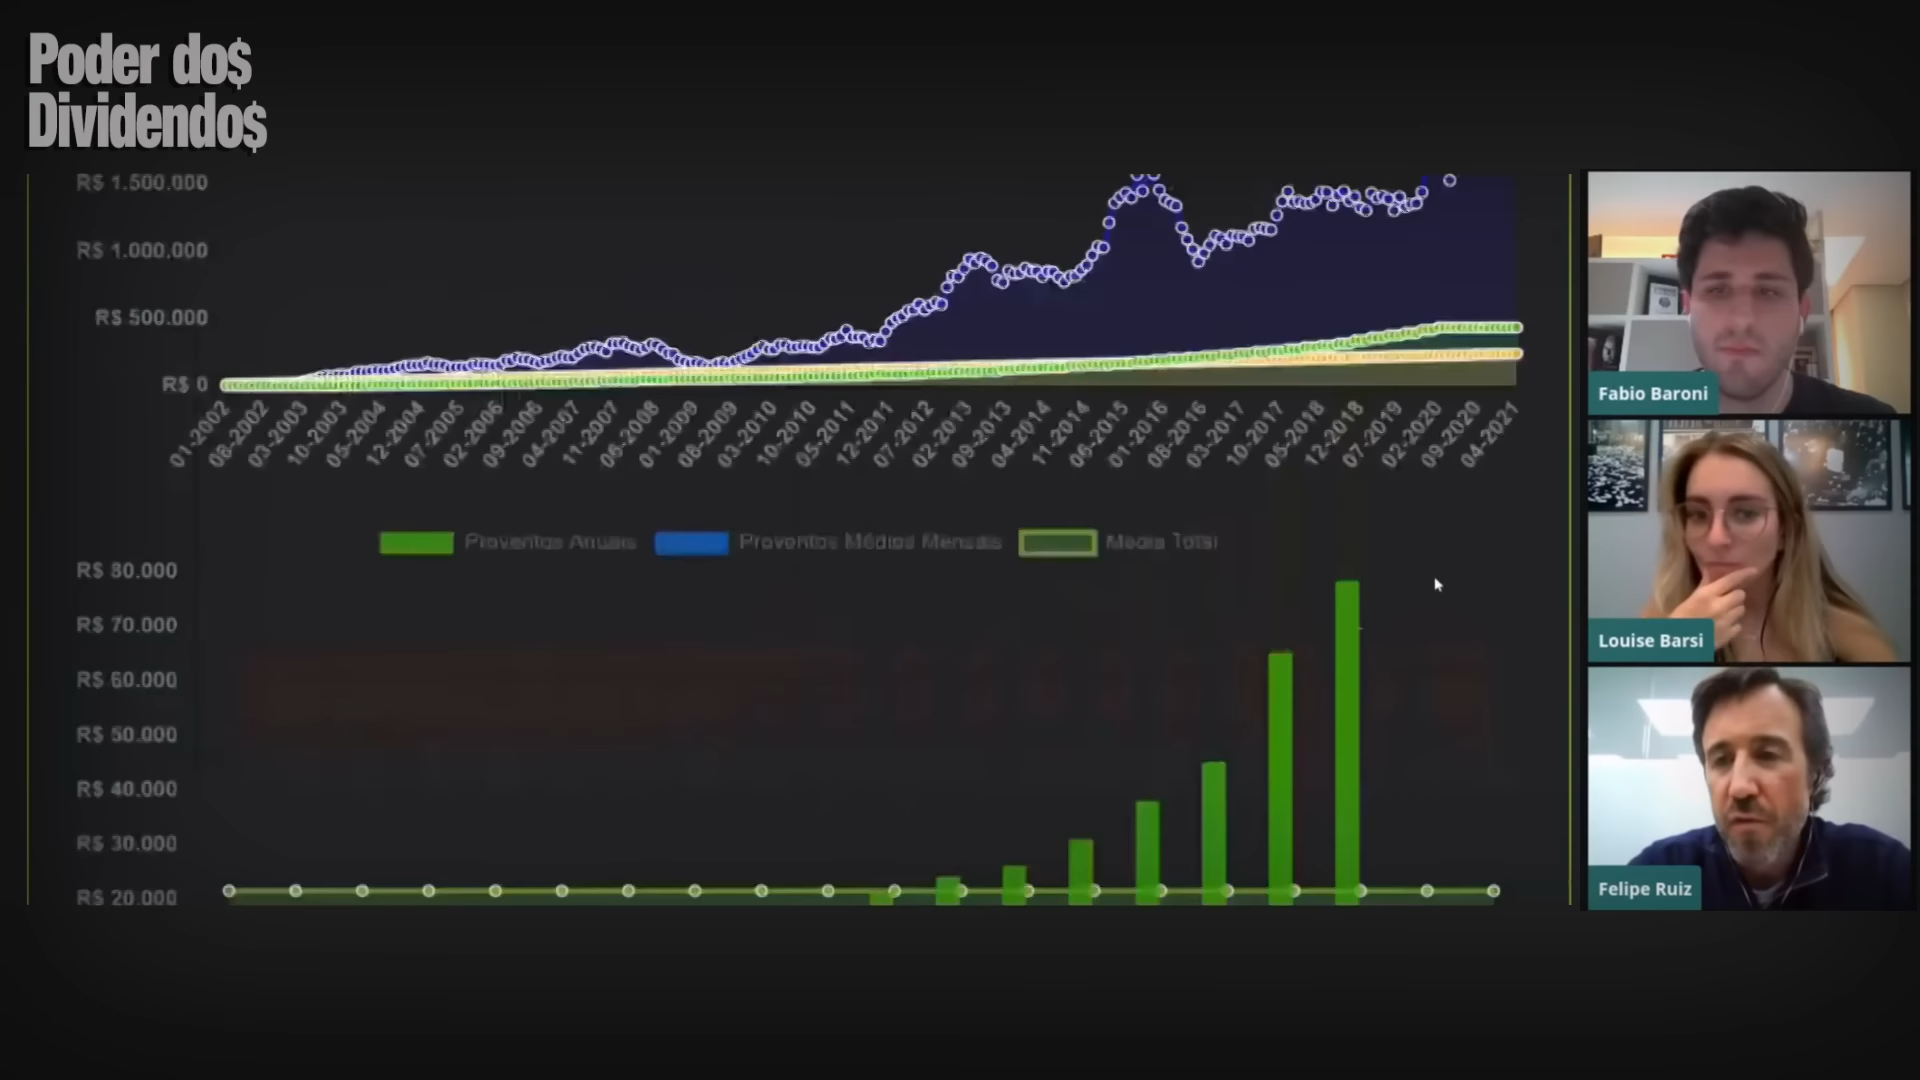 Poder do$
Dividendo$
R$ 1.500.000
R$ 1.000.000
R$ 500.000
R$ 0
01-2002
08-2002
03-2003
10-2003
05-2004
12-2004
07-2005
02-2006
09-2006
04-2007
11-2007
06-2008
01-2009
08-2009
03-2010
10-2010
05-2011
12-2011
07-2012
02-2013
09-2013
04-2014
11-2014
06-2015
01-2016
08-2016
03-2017
10-2017
05-2018
12-2018
07-2019
02-2020
09-2020
04-2021
Proventos Anuais Proventos Médios Mensais Média Total
R$ 80.000
R$ 70.000
R$ 60.000
R$ 50.000
R$ 40.000
R$ 30.000
R$ 20.000
Fabio Baroni
Louise Barsi
Felipe Ruiz